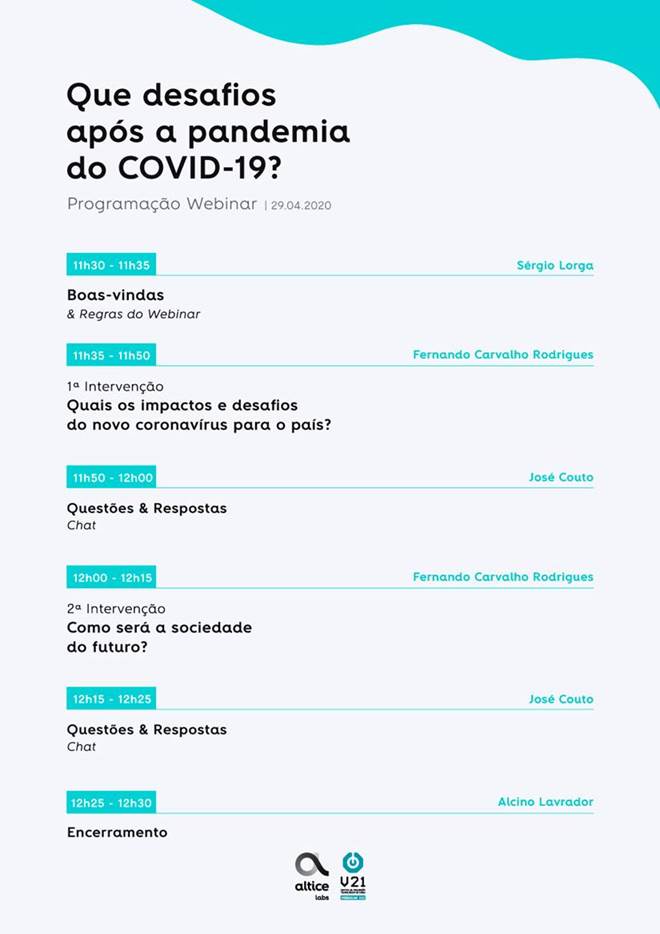 Que desafios
após a pandemia
do COVID-19?
Programação Webinar | 29.04.2020
11h30 - 11h35
Sérgio Lorga
Boas-vindas
& Regras do Webinar
11h35 - 11h50
Fernando Carvalho Rodrigues
1ª Intervenção
Quais os impactos e desafios
do novo coronavírus para o país?
11h50 - 12h00
José Couto
Questões & Respostas
Chat
12h00 - 12h15
Fernando Carvalho Rodrigues
2ª Intervenção
Como será a sociedade
do futuro?
12h15 - 12h25
José Couto
Questões & Respostas
Chat
12h25 - 12h30
Alcino Lavrador
Encerramento
altice
labs
V21